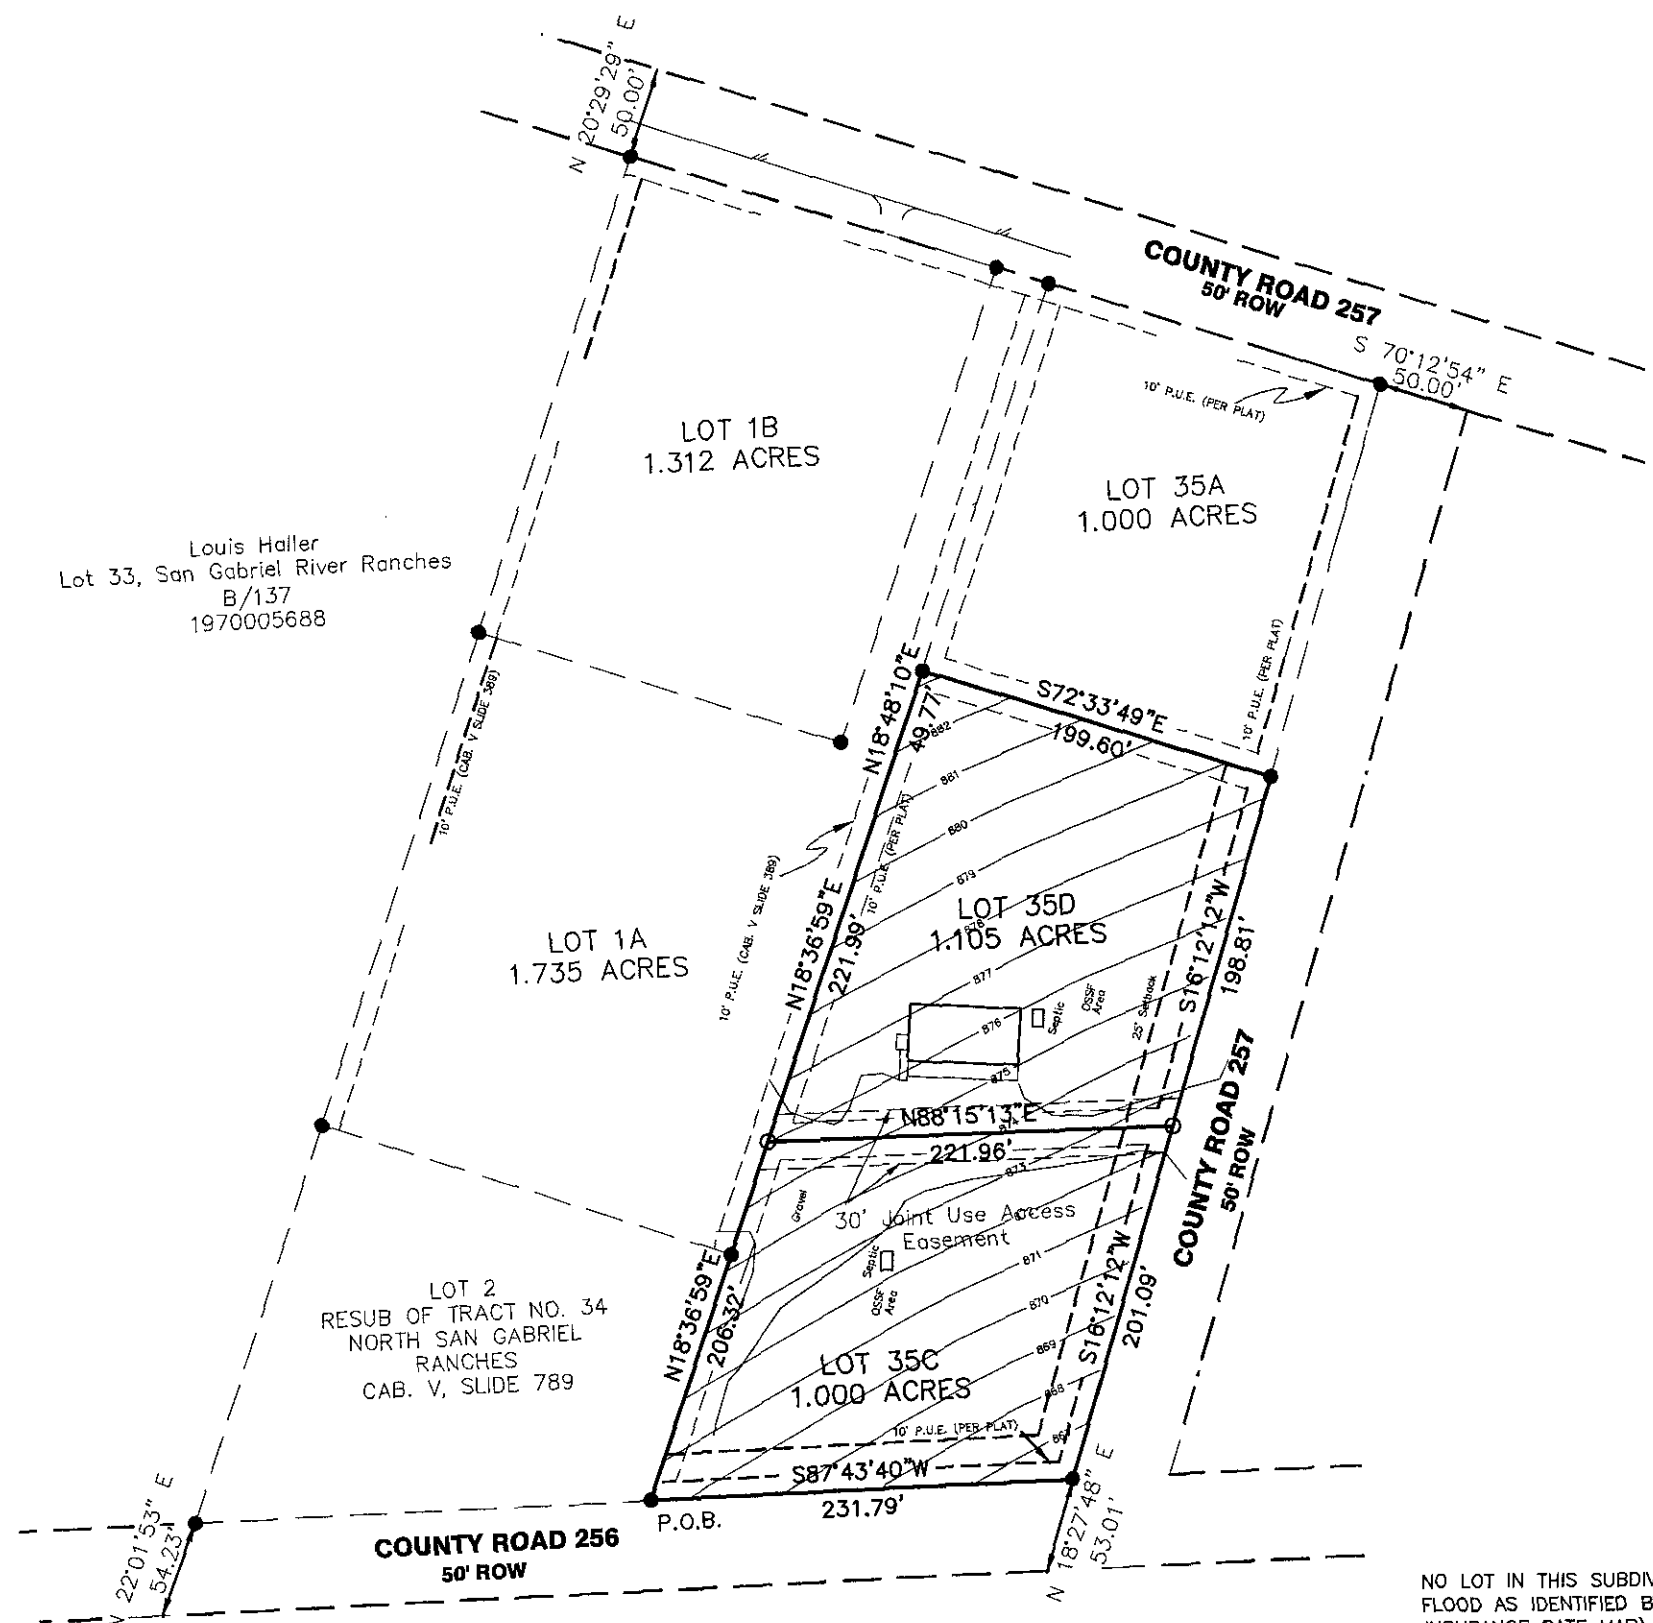 N 20°29'29" E
50.00'
COUNTY ROAD 257
50' ROW
S 70°12'54" E
50.00'
10' P.U.E. (PER PLAT)
LOT 1B
1.312 ACRES
LOT 35A
1.000 ACRES
Louis Haller
Lot 33, San Gabriel River Ranches
B/137
1970005688
10' P.U.E. (CAB. V SLIDE 389)
10' P.U.E. (PER PLAT)
N18°48'10"E
49.77'
S72°33'49"E
199.60'
882
881
880
879
878
877
876
875
874
873
10' P.U.E. (PER PLAT)
10' P.U.E. (CAB. V SLIDE 389)
N18°36'59"E
221.99'
LOT 35D
1.105 ACRES
S16°12'12"W
198.81'
LOT 1A
1.735 ACRES
Septic
OSSF
Area
25' Setback
COUNTY ROAD 257
50' ROW
N88°15'13"E
221.96'
Gravel
30' Joint Use Access
Easement
Septic
OSSF
Area
871
870
869
868
N18°36'59"E
206.32'
S16°12'12"W
201.09'
LOT 2
RESUB OF TRACT NO. 34
NORTH SAN GABRIEL
RANCHES
CAB. V, SLIDE 789
LOT 35C
1.000 ACRES
10' P.U.E. (PER PLAT)
S87°43'40"W
231.79'
P.O.B.
COUNTY ROAD 256
50' ROW
22°01'53" E
54.23'
N 18°27'48" E
53.01'
NO LOT IN THIS SUBDIV
FLOOD AS IDENTIFIED B